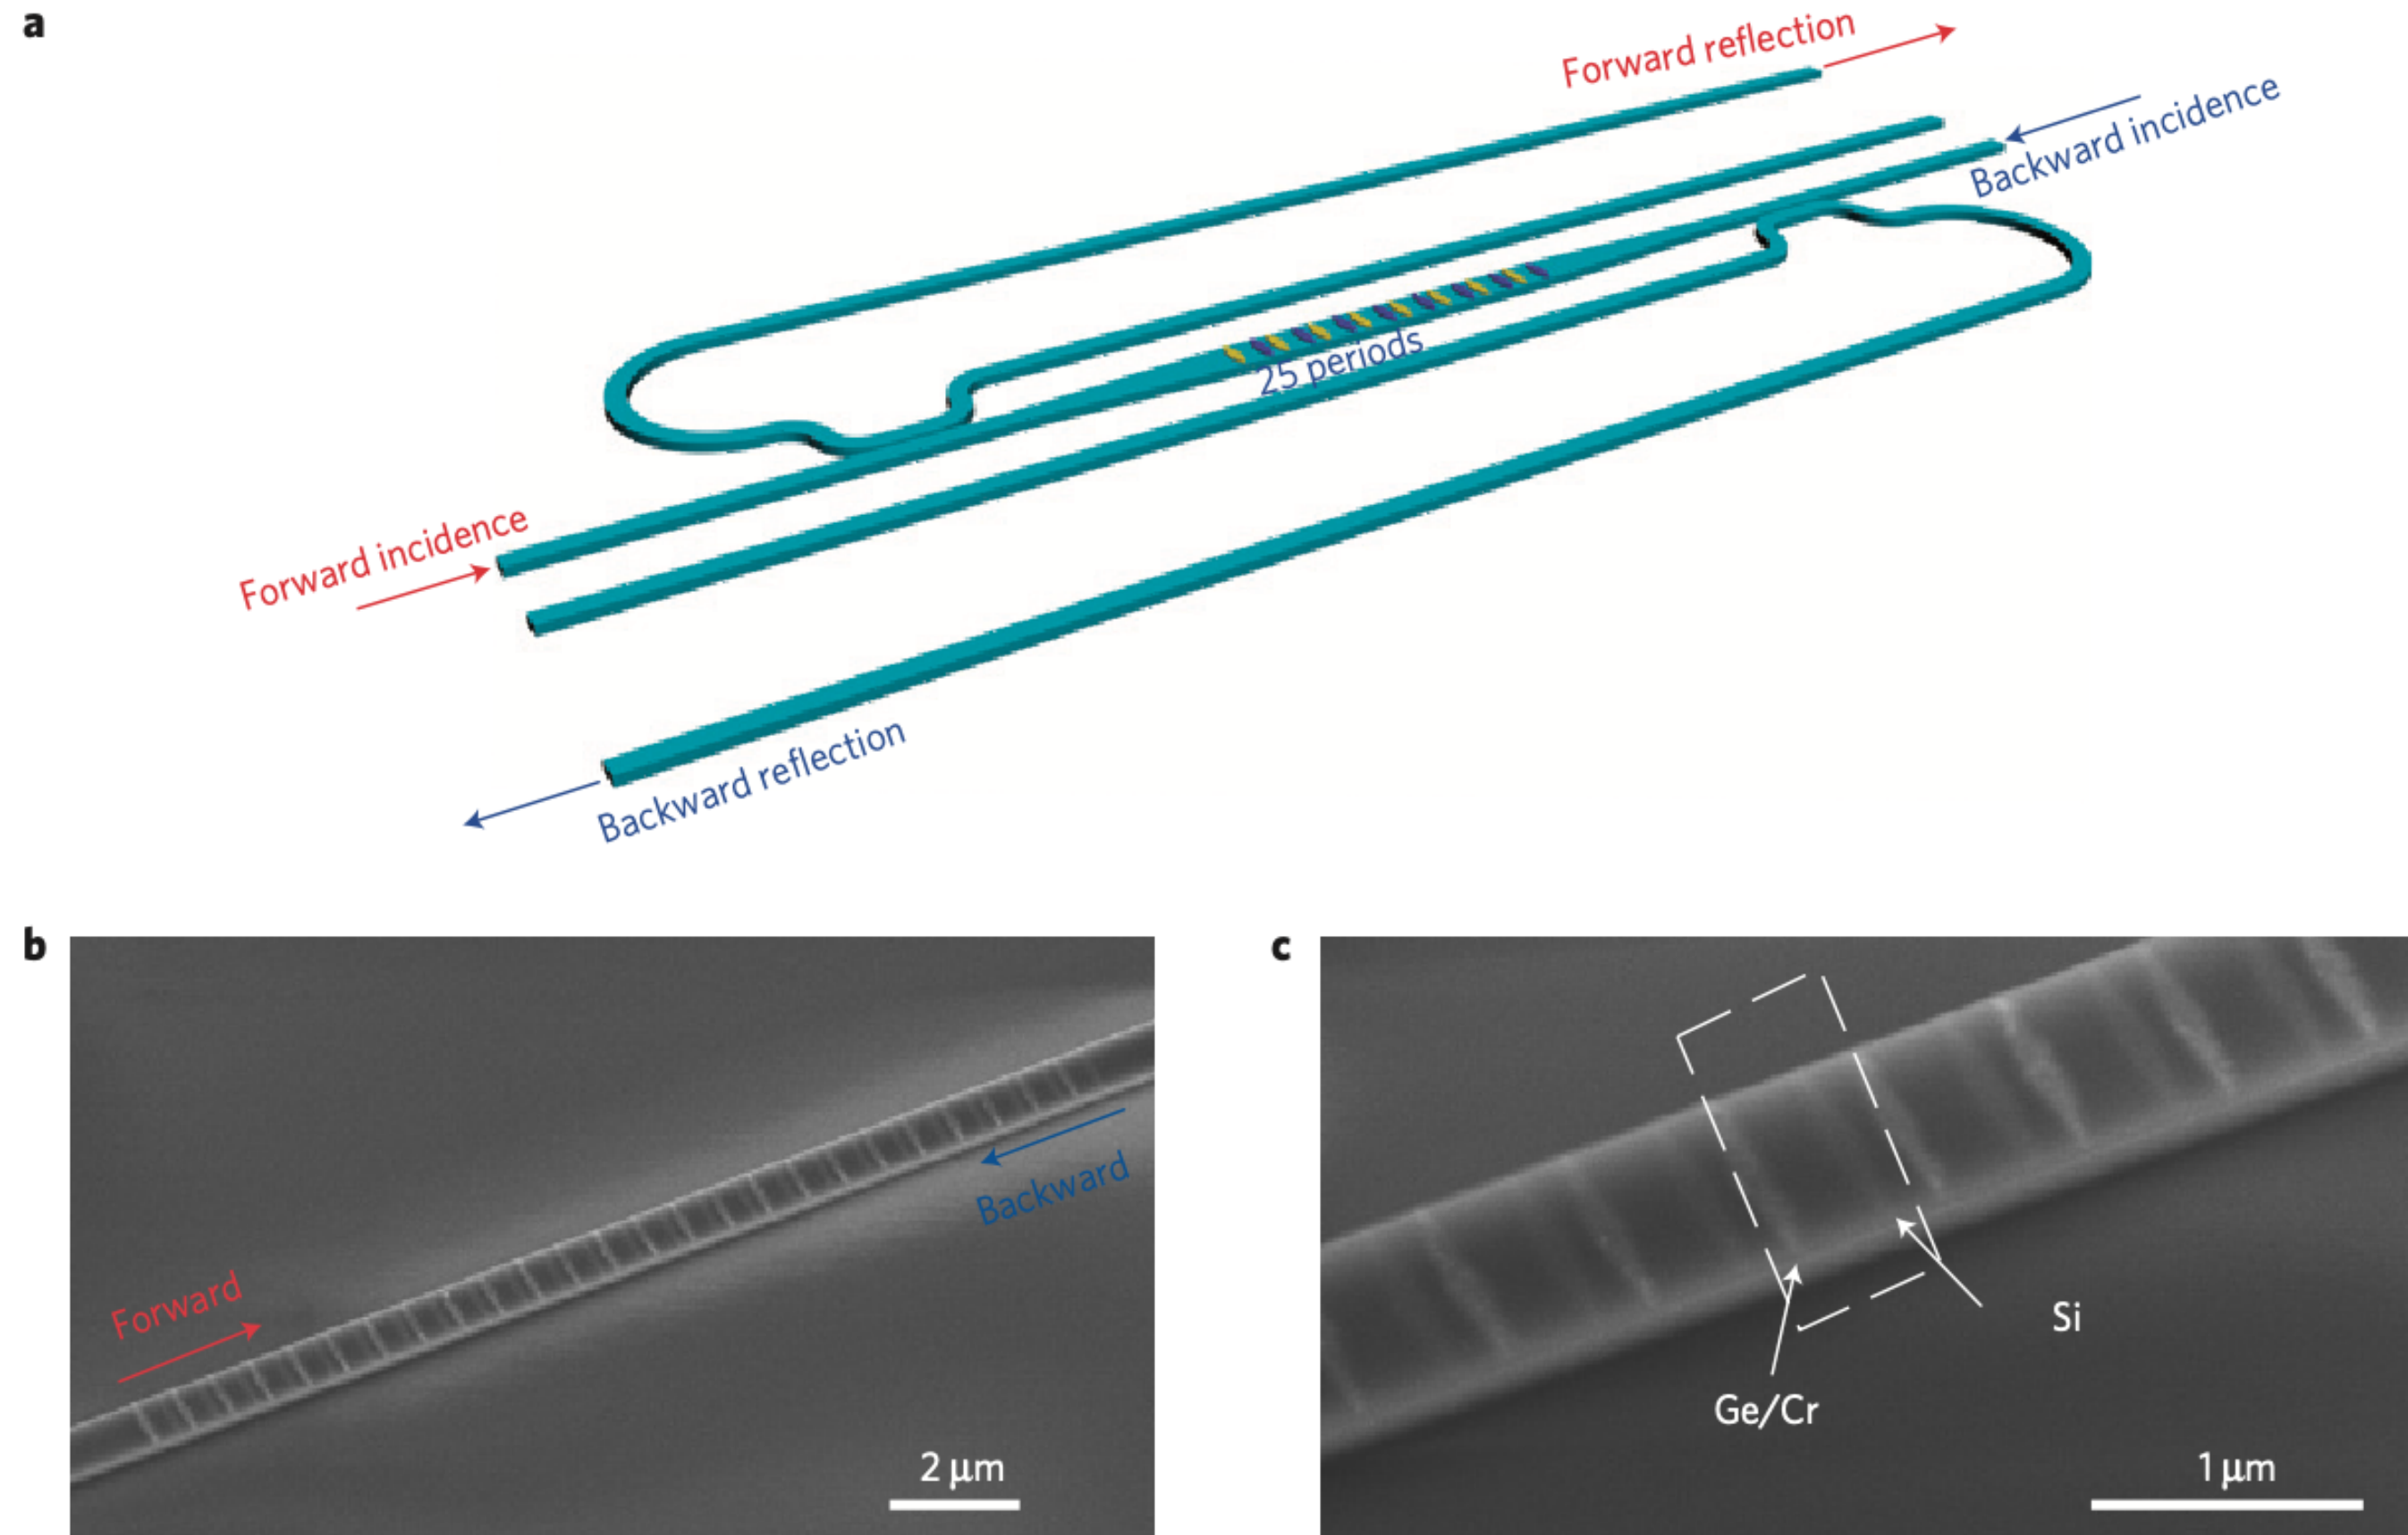 a
Forward reflection
Backward incidence
25 periods
Forward incidence
Backward reflection
b
Forward
Backward
2 μm
c
Ge/Cr
Si
1 μm